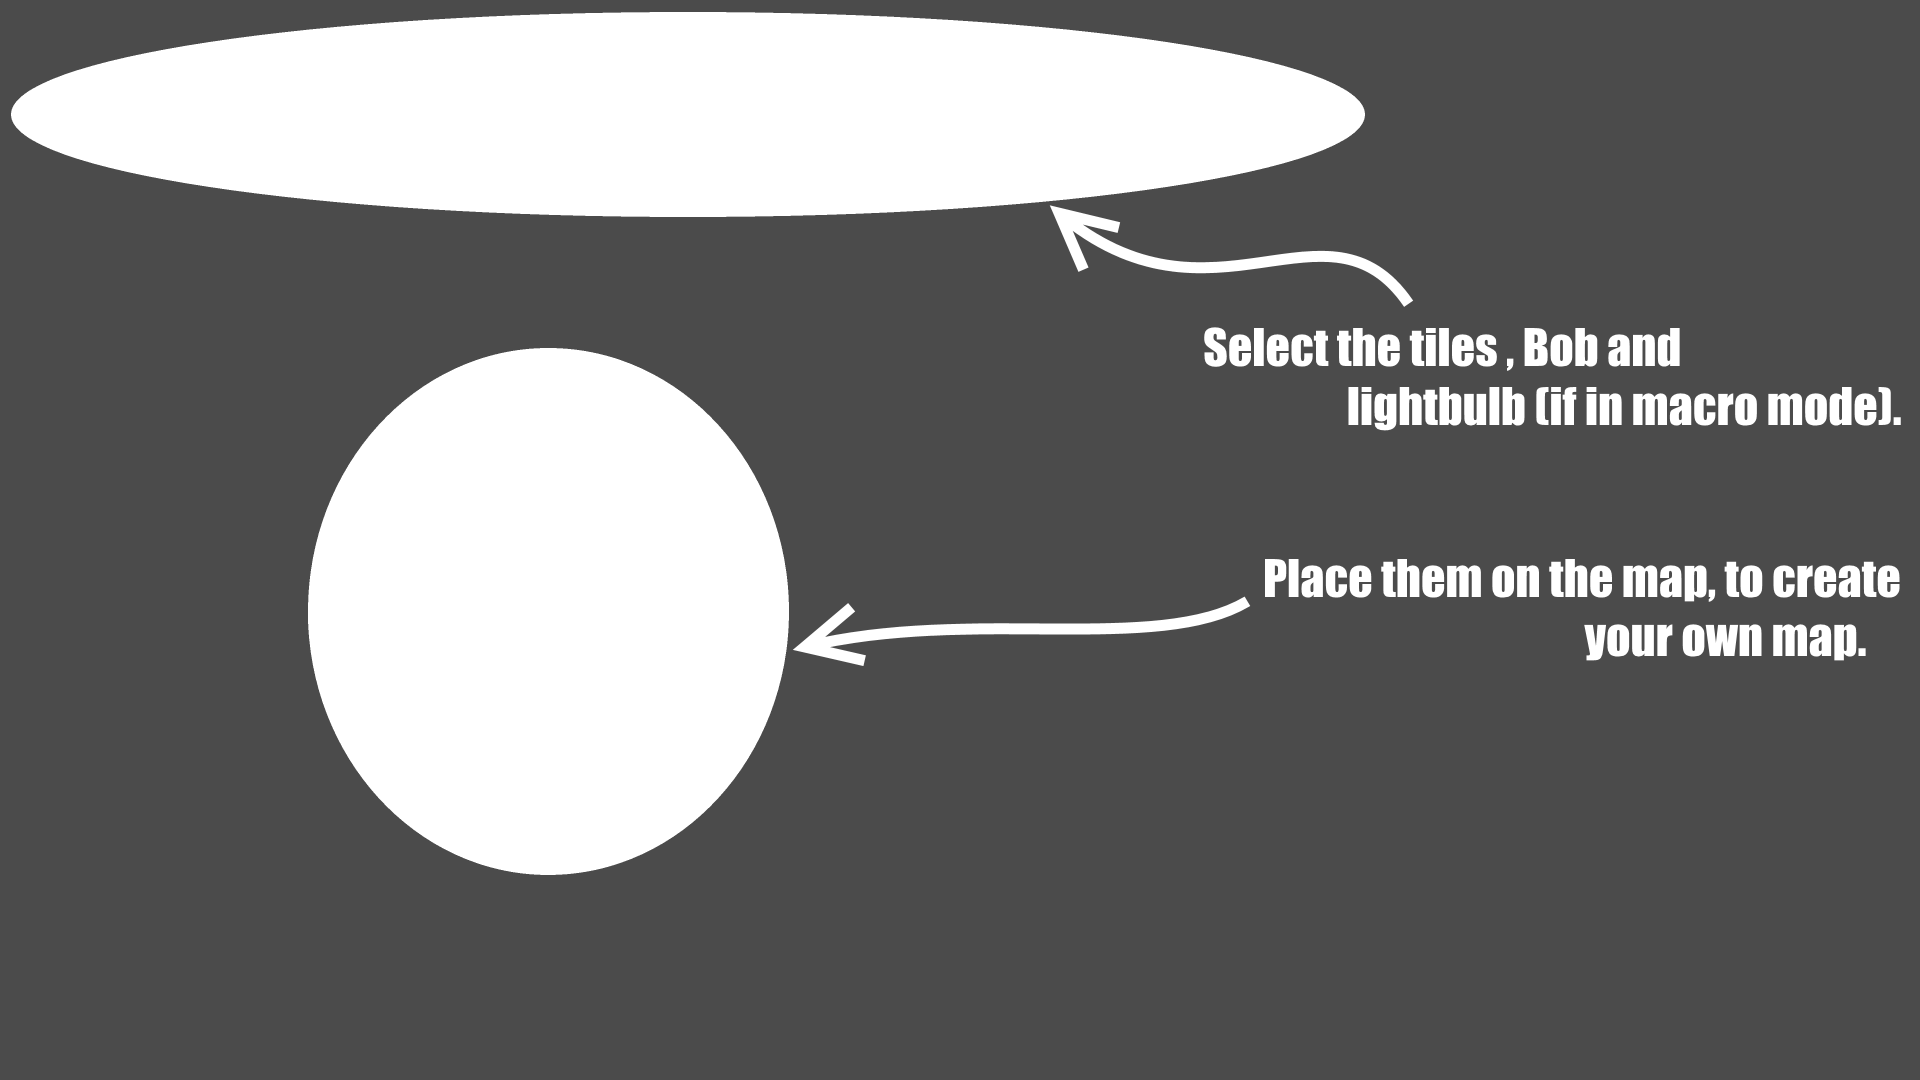 Select the tiles , Bob and
lightbulb (if in macro mode).
Place them on the map, to create
your own map.